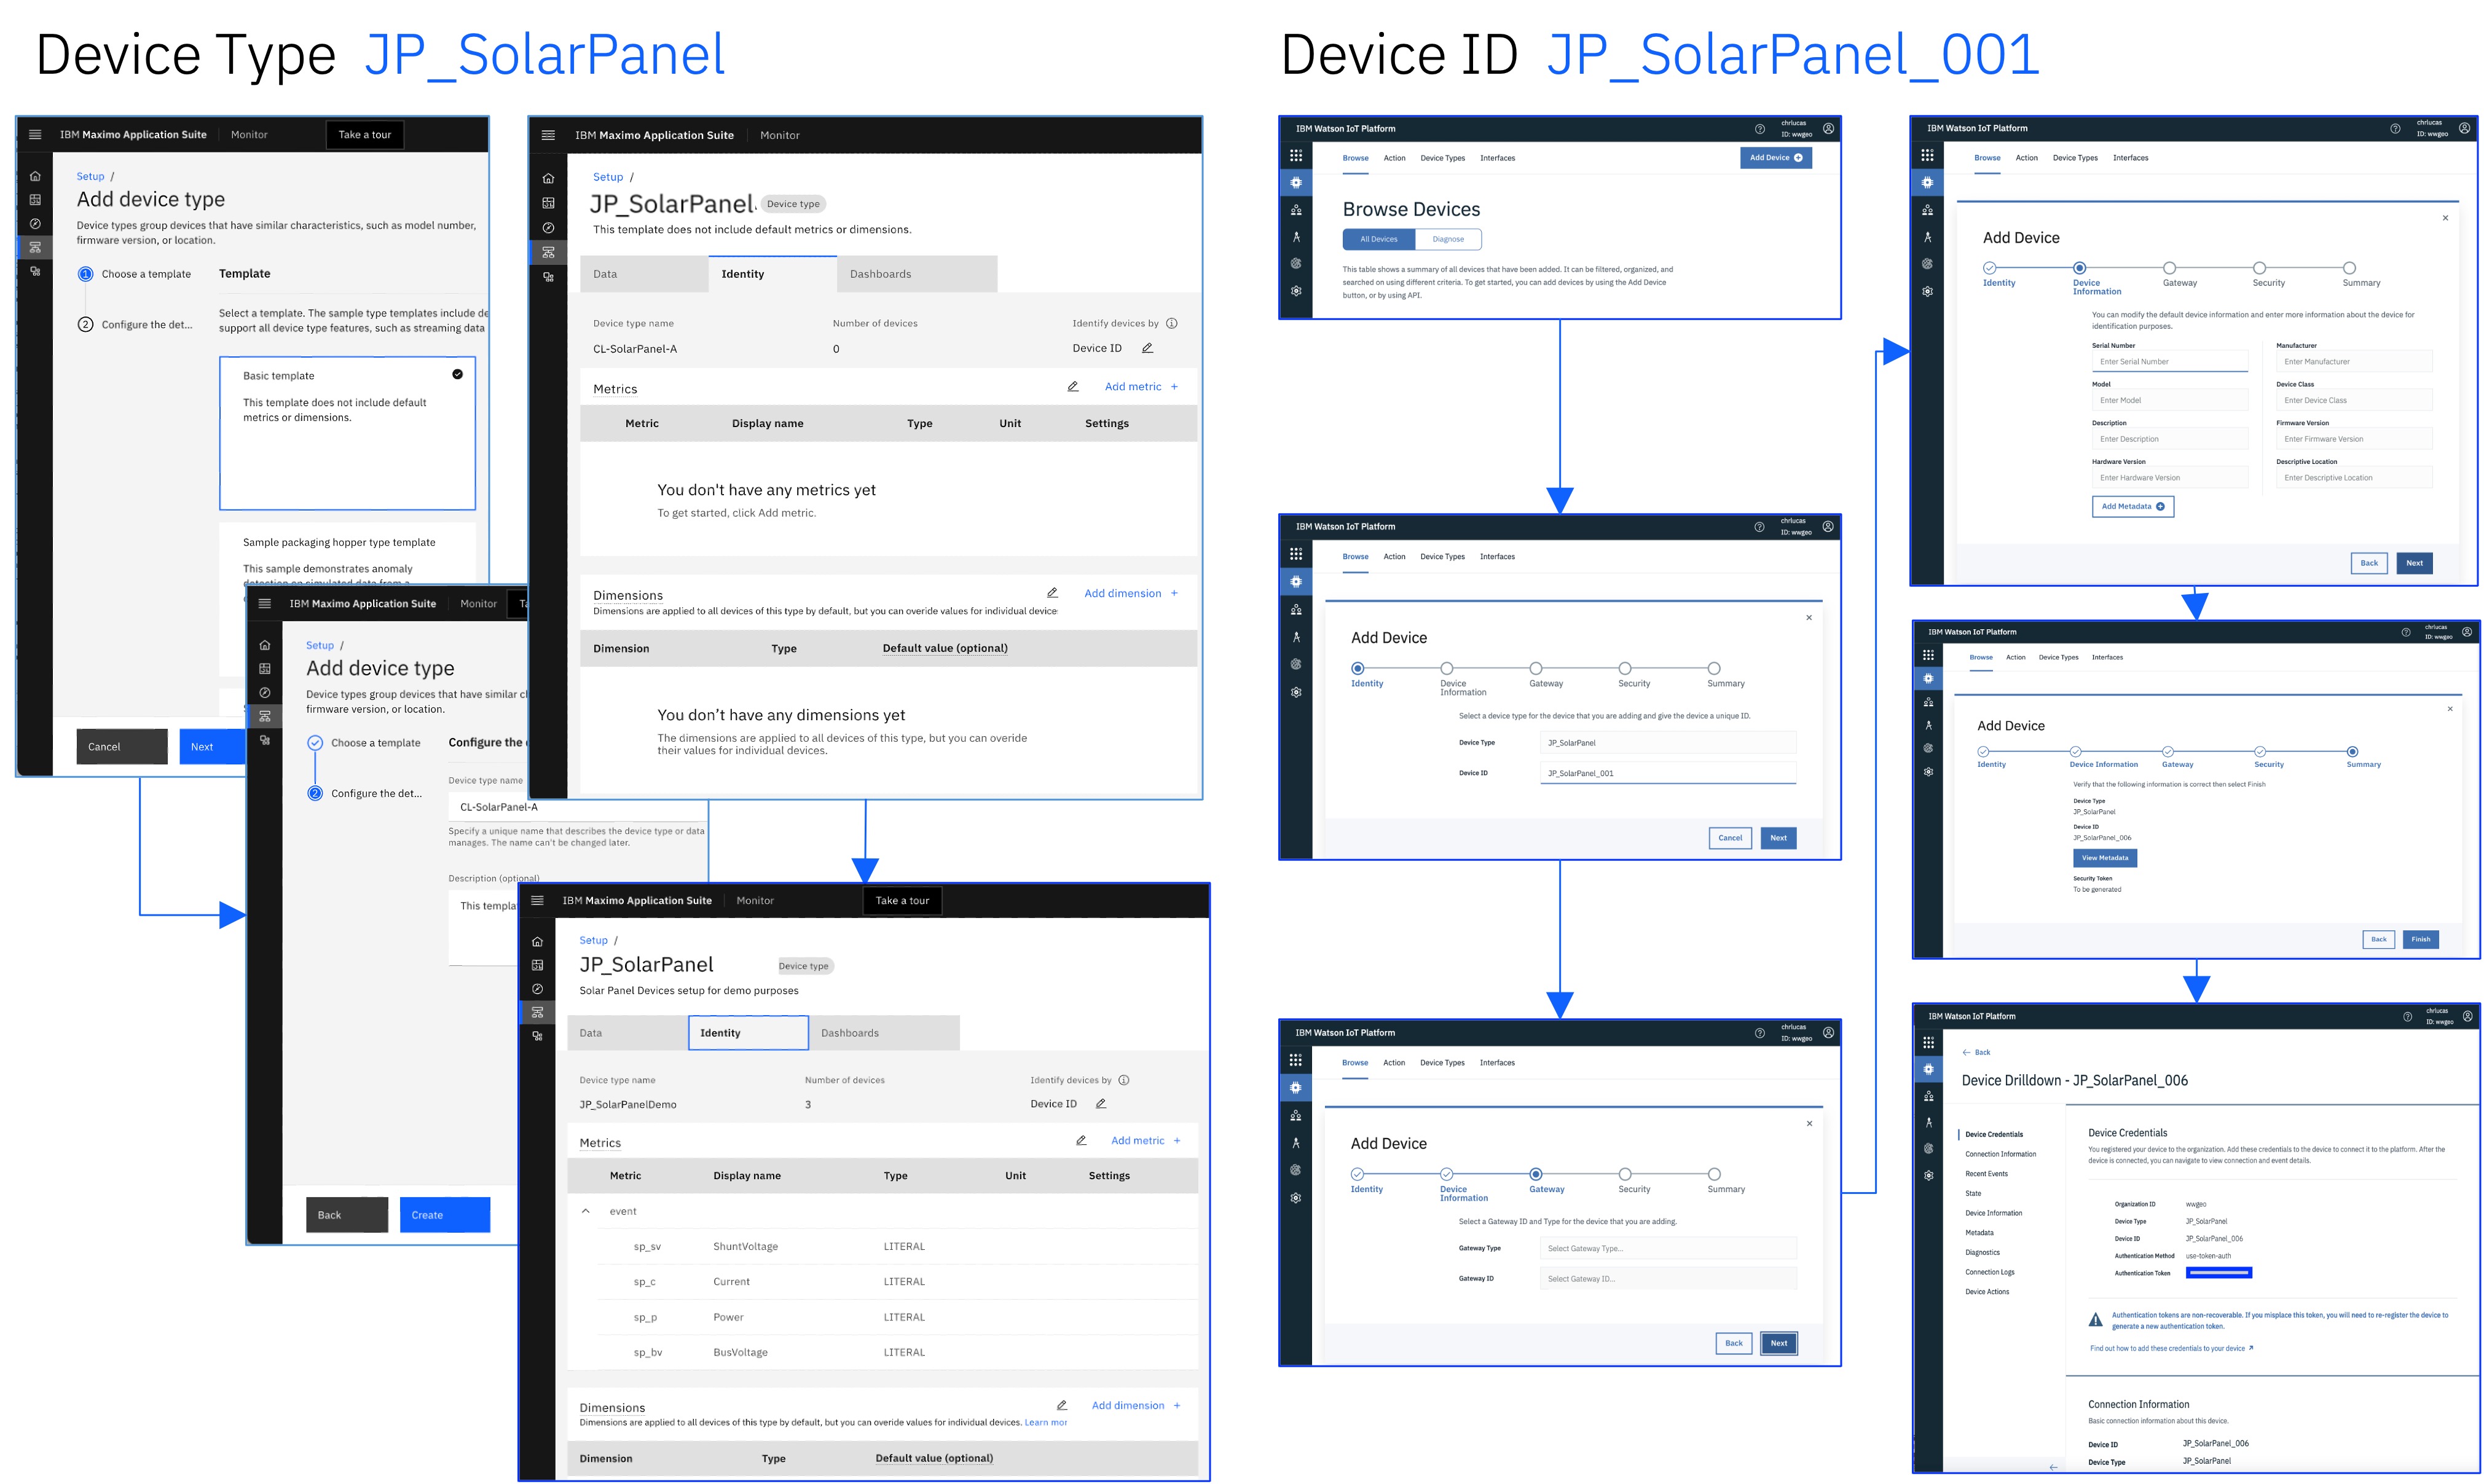 Device Type JP_SolarPanel
IBM Maximo Application Suite Monitor Take a tour
Setup /
Add device type
Device types group devices that have similar characteristics, such as model number,
firmware version, or location.
1 Choose a template
2 Configure the det...
Template
Select a template. The sample type templates include de
support all device type features, such as streaming data
Basic template
This template does not include default
metrics or dimensions.
Sample packaging hopper type template
This sample demonstrates anomaly
Cancel Next
IBM Maximo Application Suite Monitor
Setup /
Add device type
Device types group devices that have similar
firmware version, or location.
Choose a template
2 Configure the det...
Configure the
Device type name
CL-SolarPanel-A
Specify a unique name that describes the device type or data
manages. The name can't be changed later.
Description (optional)
This templa
Back Create
IBM Maximo Application Suite Monitor
Setup /
JP_SolarPanel Device type
This template does not include default metrics or dimensions.
Data Identity Dashboards
Device type name Number of devices Identify devices by
CL-SolarPanel-A 0 Device ID
Metrics Add metric +
Metric Display name Type Unit Settings
You don't have any metrics yet
To get started, click Add metric.
Dimensions Add dimension +
Dimensions are applied to all devices of this type by default, but you can overide values for individual device
Dimension Type Default value (optional)
You don’t have any dimensions yet
The dimensions are applied to all devices of this type, but you can overide
their values for individual devices.
IBM Maximo Application Suite Monitor Take a tour
Setup /
JP_SolarPanel Device type
Solar Panel Devices setup for demo purposes
Data Identity Dashboards
Device type name Number of devices Identify devices by
JP_SolarPanelDemo 3 Device ID
Metrics Add metric +
Metric Display name Type Unit Settings
event
sp_sv ShuntVoltage LITERAL
sp_c Current LITERAL
sp_p Power LITERAL
sp_bv BusVoltage LITERAL
Dimensions Add dimension +
Dimensions are applied to all devices of this type by default, but you can overide values for individual devices. Learn mor
Dimension Type Default value (optional)
Device ID JP_SolarPanel_001
IBM Watson IoT Platform chrlucas
ID: wwgeo
Browse Action Device Types Interfaces Add Device
Browse Devices
All Devices Diagnose
This table shows a summary of all devices that have been added. It can be filtered, organized, and
searched on using different criteria. To get started, you can add devices by using the Add Device
button, or by using API.
IBM Watson IoT Platform chrlucas
ID: wwgeo
Browse Action Device Types Interfaces
Add Device
Identity Device Information Gateway Security Summary
Select a device type for the device that you are adding and give the device a unique ID.
Device Type JP_SolarPanel
Device ID JP_SolarPanel_001
Cancel Next
IBM Watson IoT Platform chrlucas
ID: wwgeo
Browse Action Device Types Interfaces
Add Device
Identity Device Information Gateway Security Summary
Select a Gateway ID and Type for the device that you are adding.
Gateway Type Select Gateway Type...
Gateway ID Select Gateway ID...
Back Next
IBM Watson IoT Platform chrlucas
ID: wwgeo
Browse Action Device Types Interfaces
Add Device
Identity Device Information Gateway Security Summary
You can modify the default device information and enter more information about the device for
identification purposes.
Serial Number Manufacturer
Enter Serial Number Enter Manufacturer
Model Device Class
Enter Model Enter Device Class
Description Firmware Version
Enter Description Enter Firmware Version
Hardware Version Descriptive Location
Enter Hardware Version Enter Descriptive Location
Add Metadata
Back Next
IBM Watson IoT Platform chrlucas
ID: wwgeo
Browse Action Device Types Interfaces
Add Device
Identity Device Information Gateway Security Summary
Verify that the following information is correct then select Finish
Device Type
JP_SolarPanel
Device ID
JP_SolarPanel_006
View Metadata
Security Token
To be generated
Back Finish
IBM Watson IoT Platform chrlucas
ID: wwgeo
Back
Device Drilldown - JP_SolarPanel_006
Device Credentials
Connection Information
Recent Events
State
Device Information
Metadata
Diagnostics
Connection Logs
Device Actions
Device Credentials
You registered your device to the organization. Add these credentials to the device to connect it to the platform. After the
device is connected, you can navigate to view connection and event details.
Organization ID wwgeo
Device Type JP_SolarPanel
Device ID JP_SolarPanel_006
Authentication Method use-token-auth
Authentication Token
Authentication tokens are non-recoverable. If you misplace this token, you will need to re-register the device to
generate a new authentication token.
Find out how to add these credentials to your device
Connection Information
Basic connection information about this device.
Device ID JP_SolarPanel_006
Device Type JP_SolarPanel